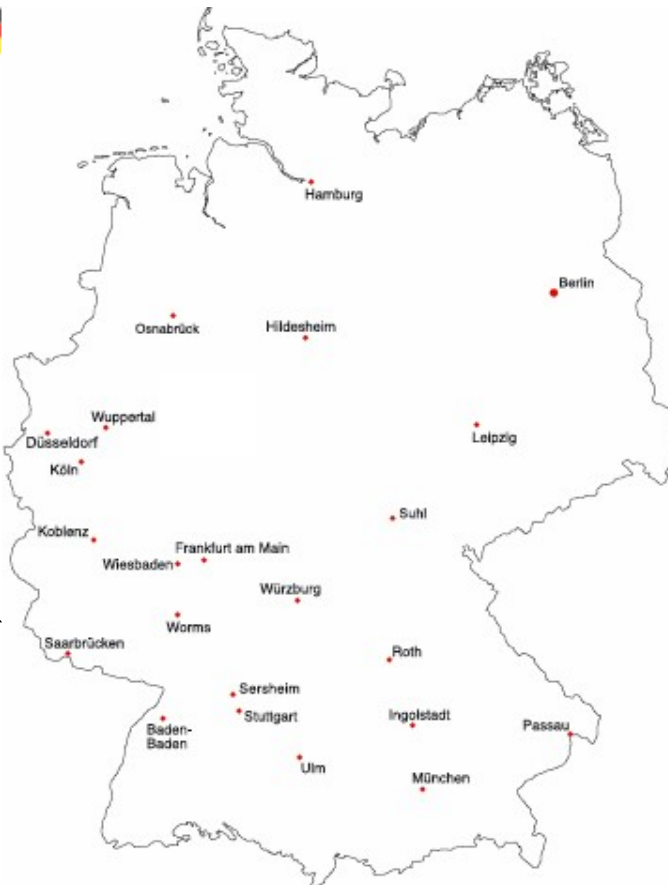 Hamburg
Berlin
Osnabrück
Hildesheim
Wuppertal
Düsseldorf
Leipzig
Köln
Suhl
Koblenz
Frankfurt am Main
Wiesbaden
Würzburg
Worms
Saarbrücken
Roth
Sersheim
Stuttgart
Ingolstadt
Passau
Baden-
Baden
Ulm
München